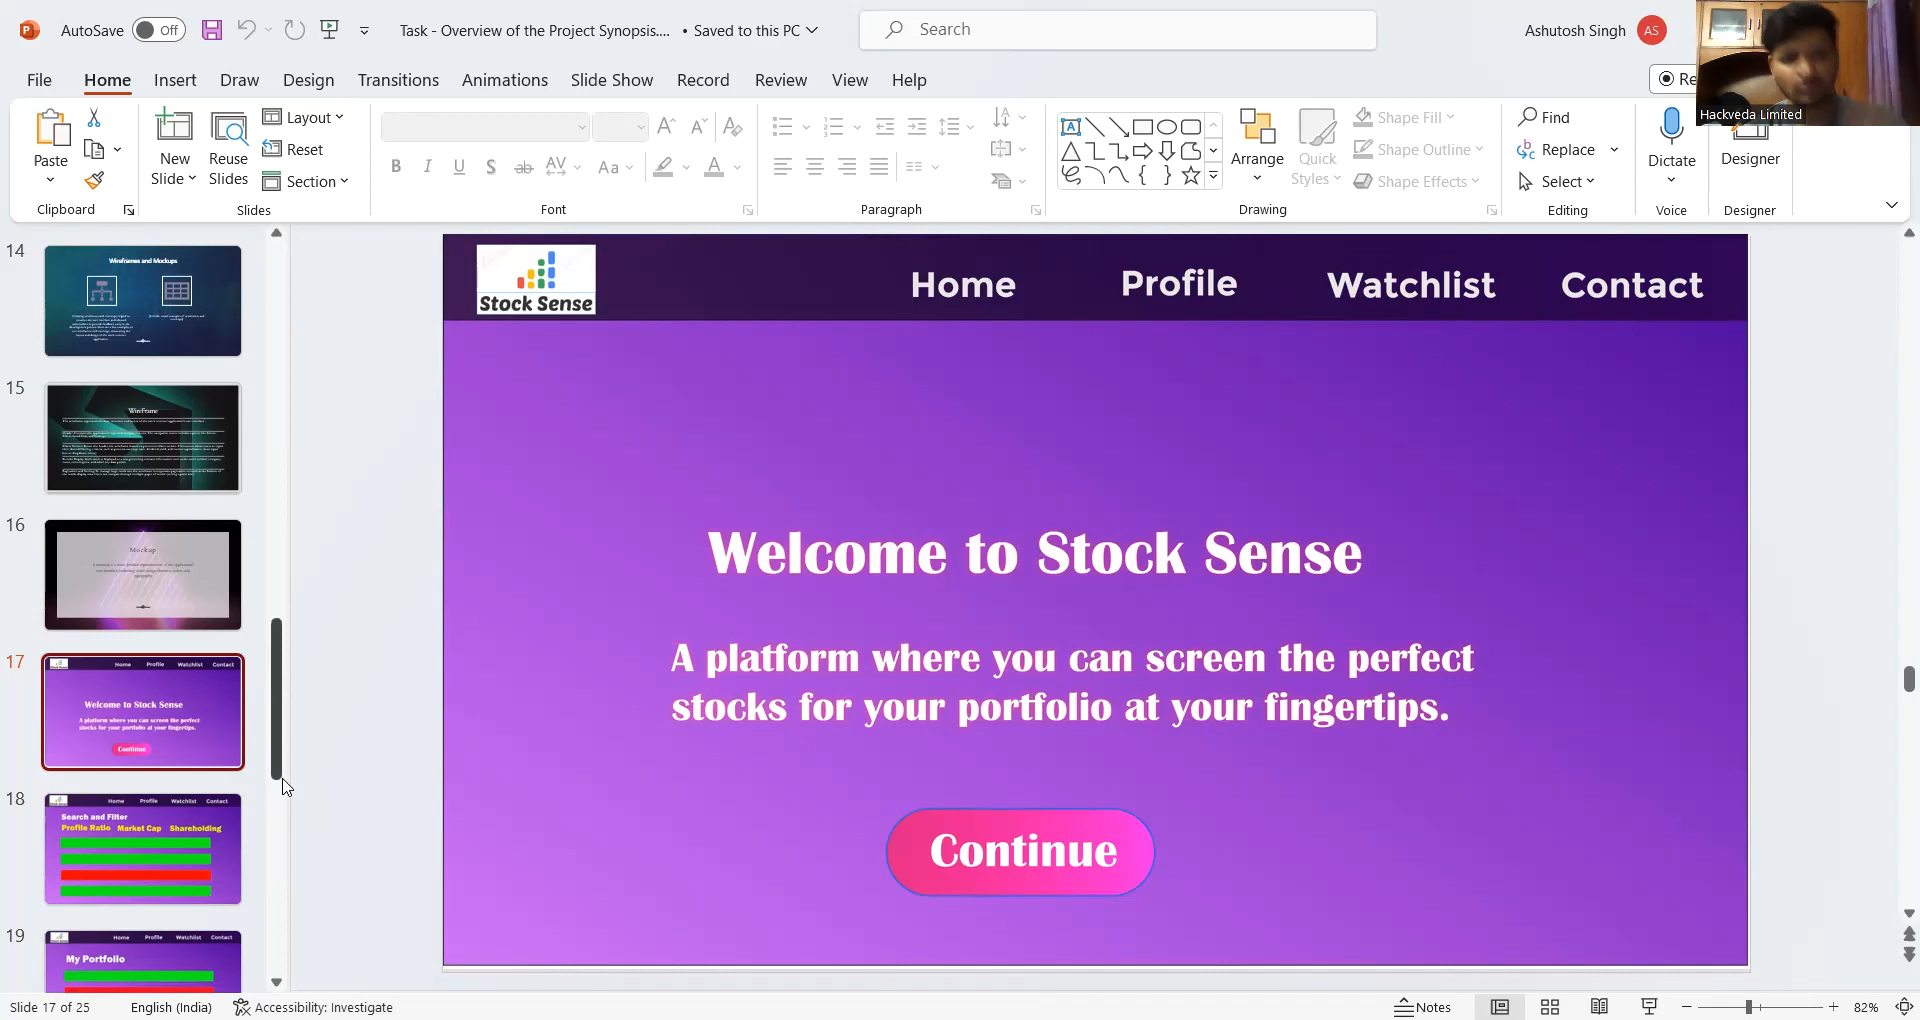 AutoSave Off
Task - Overview of the Project Synopsis.... • Saved to this PC
Search
Ashutosh Singh AS
File Home Insert Draw Design Transitions Animations Slide Show Record Review View Help
Hackveda Limited
Paste
New Slide
Reuse Slides
Layout
Reset
Section
Arrange
Quick Styles
Shape Fill
Shape Outline
Shape Effects
Find
Replace
Select
Dictate
Designer
Clipboard Slides Font Paragraph Drawing Editing Voice Designer
14
Wireframes and Mockups
15
WireFrame
16
Mockup
17
Home Profile Watchlist Contact
Welcome to Stock Sense
A platform where you can screen the perfect
stocks for your portfolio at your fingertips.
Continue
18
Home Profile Watchlist Contact
Search and Filter
Profile Ratio Market Cap Shareholding
19
Home Profile Watchlist Contact
My Portfolio
Stock Sense
Home Profile Watchlist Contact
Welcome to Stock Sense
A platform where you can screen the perfect
stocks for your portfolio at your fingertips.
Continue
Slide 17 of 25 English (India) Accessibility: Investigate Notes 82%